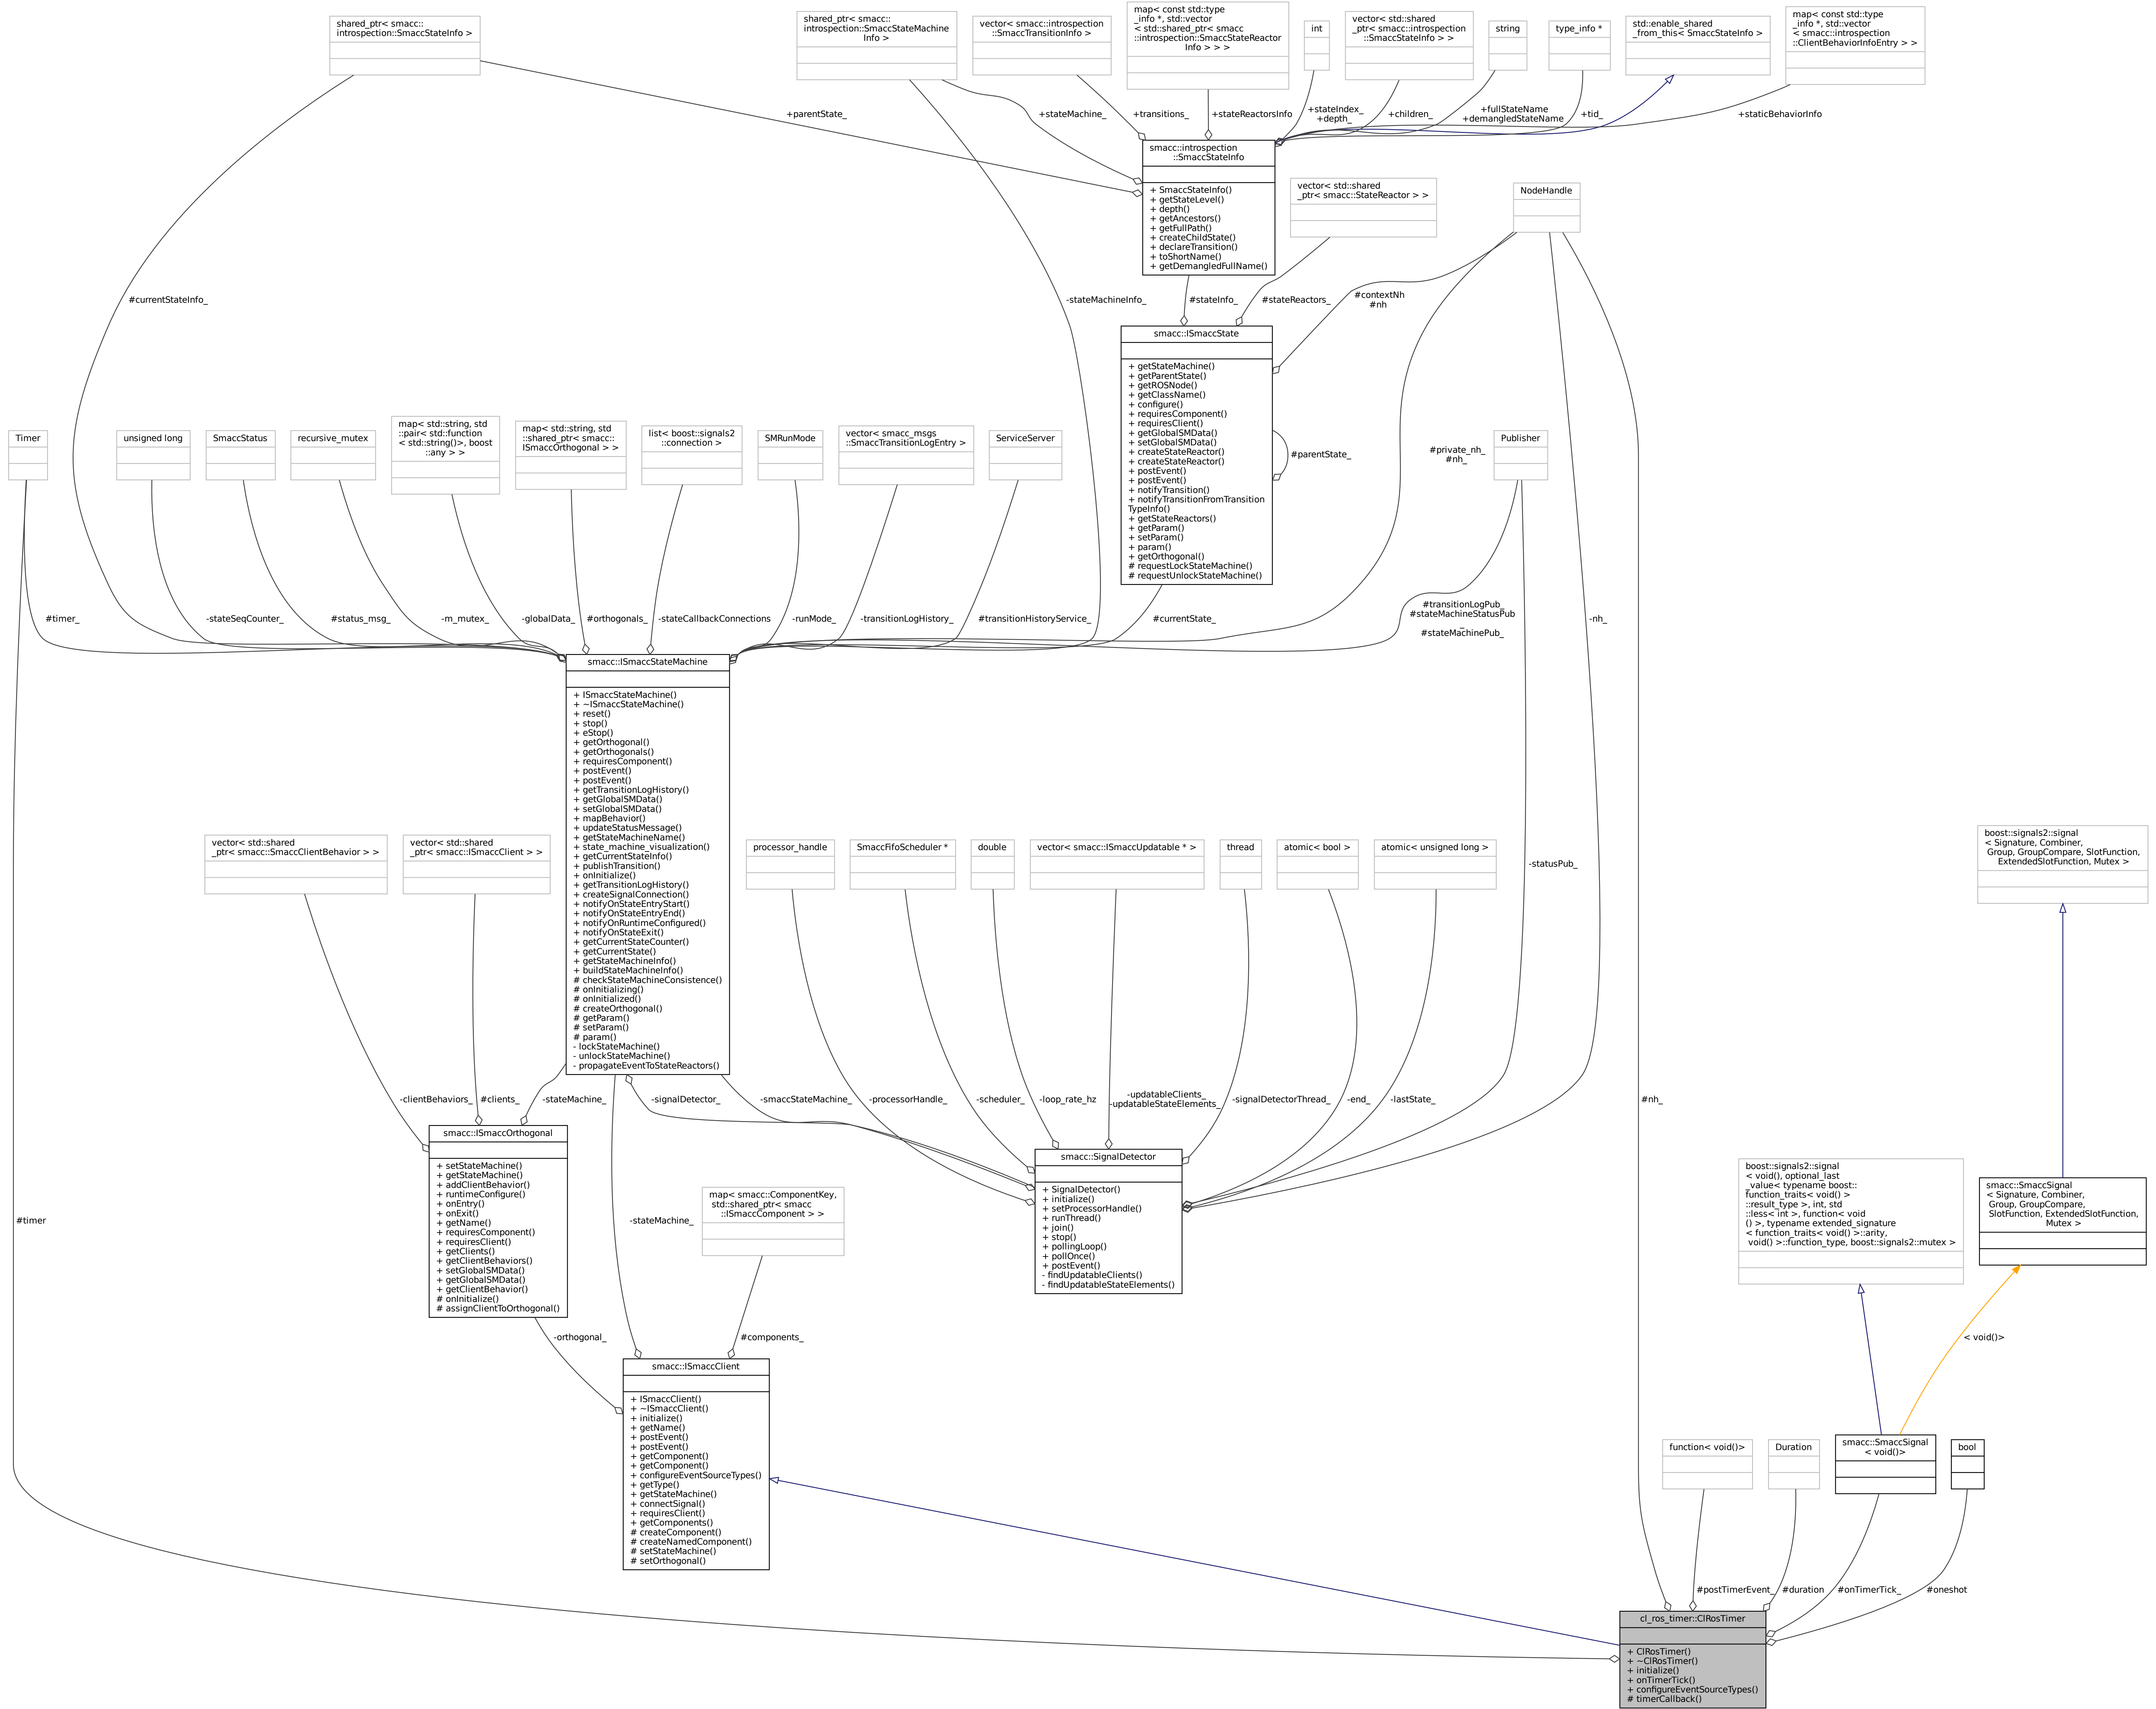 shared_ptr< smacc::
introspection::SmaccStateInfo >
shared_ptr< smacc::
introspection::SmaccStateMachine
Info >
vector< smacc::introspection
::SmaccTransitionInfo >
map< const std::type
_info *, std::vector
< std::shared_ptr< smacc
::introspection::SmaccStateReactor
Info > > >
int
vector< std::shared
_ptr< smacc::introspection
::SmaccStateInfo > >
string
type_info *
std::enable_shared
_from_this< SmaccStateInfo >
map< const std::type
_info *, std::vector
< smacc::introspection
::ClientBehaviorInfoEntry > >
+parentState_
+stateMachine_
+transitions_
+stateReactorsInfo
+stateIndex_
+depth_
+children_
+fullStateName
+demangledStateName
+tid_
+staticBehaviorInfo
smacc::introspection
::SmaccStateInfo
+ SmaccStateInfo()
+ getStateLevel()
+ depth()
+ getAncestors()
+ getFullPath()
+ createChildState()
+ declareTransition()
+ toShortName()
+ getDemangledFullName()
vector< std::shared
_ptr< smacc::StateReactor > >
NodeHandle
#currentStateInfo_
-stateMachineInfo_
#stateInfo_
#stateReactors_
#contextNh
#nh
smacc::ISmaccState
+ getStateMachine()
+ getParentState()
+ getROSNode()
+ getClassName()
+ configure()
+ requiresComponent()
+ requiresClient()
+ getGlobalSMData()
+ setGlobalSMData()
+ createStateReactor()
+ createStateReactor()
+ postEvent()
+ postEvent()
+ notifyTransition()
+ notifyTransitionFromTransition
TypeInfo()
+ getStateReactors()
+ getParam()
+ setParam()
+ param()
+ getOrthogonal()
# requestLockStateMachine()
# requestUnlockStateMachine()
#parentState_
#private_nh_
#nh_
Timer
unsigned long
SmaccStatus
recursive_mutex
map< std::string, std
::pair< std::function
< std::string()>, boost
::any > >
map< std::string, std
::shared_ptr< smacc::
ISmaccOrthogonal > >
list< boost::signals2
::connection >
SMRunMode
vector< smacc_msgs
::SmaccTransitionLogEntry >
ServiceServer
Publisher
#timer_
-stateSeqCounter_
#status_msg_
-m_mutex_
-globalData_
#orthogonals_
-stateCallbackConnections
-runMode_
-transitionLogHistory_
#transitionHistoryService_
#currentState_
#transitionLogPub_
#stateMachineStatusPub
_
#stateMachinePub_
-nh_
smacc::ISmaccStateMachine
+ ISmaccStateMachine()
+ ~ISmaccStateMachine()
+ reset()
+ stop()
+ eStop()
+ getOrthogonal()
+ getOrthogonals()
+ requiresComponent()
+ postEvent()
+ postEvent()
+ getTransitionLogHistory()
+ getGlobalSMData()
+ setGlobalSMData()
+ mapBehavior()
+ updateStatusMessage()
+ getStateMachineName()
+ state_machine_visualization()
+ getCurrentStateInfo()
+ publishTransition()
+ onInitialize()
+ getTransitionLogHistory()
+ createSignalConnection()
+ notifyOnStateEntryStart()
+ notifyOnStateEntryEnd()
+ notifyOnRuntimeConfigured()
+ notifyOnStateExit()
+ getCurrentStateCounter()
+ getCurrentState()
+ getStateMachineInfo()
+ buildStateMachineInfo()
# checkStateMachineConsistence()
# onInitializing()
# onInitialized()
# createOrthogonal()
# getParam()
# setParam()
# param()
- lockStateMachine()
- unlockStateMachine()
- propagateEventToStateReactors()
vector< std::shared
_ptr< smacc::SmaccClientBehavior > >
vector< std::shared
_ptr< smacc::ISmaccClient > >
processor_handle
SmaccFifoScheduler *
double
vector< smacc::ISmaccUpdatable * >
thread
atomic< bool >
atomic< unsigned long >
-statusPub_
boost::signals2::signal
< Signature, Combiner,
Group, GroupCompare, SlotFunction,
ExtendedSlotFunction, Mutex >
-clientBehaviors_
#clients_
-stateMachine_
-signalDetector_
-smaccStateMachine_
-processorHandle_
-scheduler_
-loop_rate_hz
-updatableClients_
-updatableStateElements_
-signalDetectorThread_
-end_
-lastState_
#nh_
smacc::ISmaccOrthogonal
+ setStateMachine()
+ getStateMachine()
+ addClientBehavior()
+ runtimeConfigure()
+ onEntry()
+ onExit()
+ getName()
+ requiresComponent()
+ requiresClient()
+ getClients()
+ getClientBehaviors()
+ setGlobalSMData()
+ getGlobalSMData()
+ getClientBehavior()
# onInitialize()
# assignClientToOrthogonal()
smacc::SignalDetector
+ SignalDetector()
+ initialize()
+ setProcessorHandle()
+ runThread()
+ join()
+ stop()
+ pollingLoop()
+ pollOnce()
+ postEvent()
- findUpdatableClients()
- findUpdatableStateElements()
map< smacc::ComponentKey,
std::shared_ptr< smacc
::ISmaccComponent > >
#timer
-stateMachine_
boost::signals2::signal
< void(), optional_last
_value< typename boost::
function_traits< void() >
::result_type >, int, std
::less< int >, function< void
() >, typename extended_signature
< function_traits< void() >::arity,
void() >::function_type, boost::signals2::mutex >
smacc::SmaccSignal
< Signature, Combiner,
Group, GroupCompare,
SlotFunction, ExtendedSlotFunction,
Mutex >
-orthogonal_
#components_
< void()>
smacc::ISmaccClient
+ ISmaccClient()
+ ~ISmaccClient()
+ initialize()
+ getName()
+ postEvent()
+ postEvent()
+ getComponent()
+ getComponent()
+ configureEventSourceTypes()
+ getType()
+ getStateMachine()
+ connectSignal()
+ requiresClient()
+ getComponents()
# createComponent()
# createNamedComponent()
# setStateMachine()
# setOrthogonal()
function< void()>
Duration
smacc::SmaccSignal
< void()>
bool
#postTimerEvent_
#duration
#onTimerTick_
#oneshot
cl_ros_timer::ClRosTimer
+ ClRosTimer()
+ ~ClRosTimer()
+ initialize()
+ onTimerTick()
+ configureEventSourceTypes()
# timerCallback()